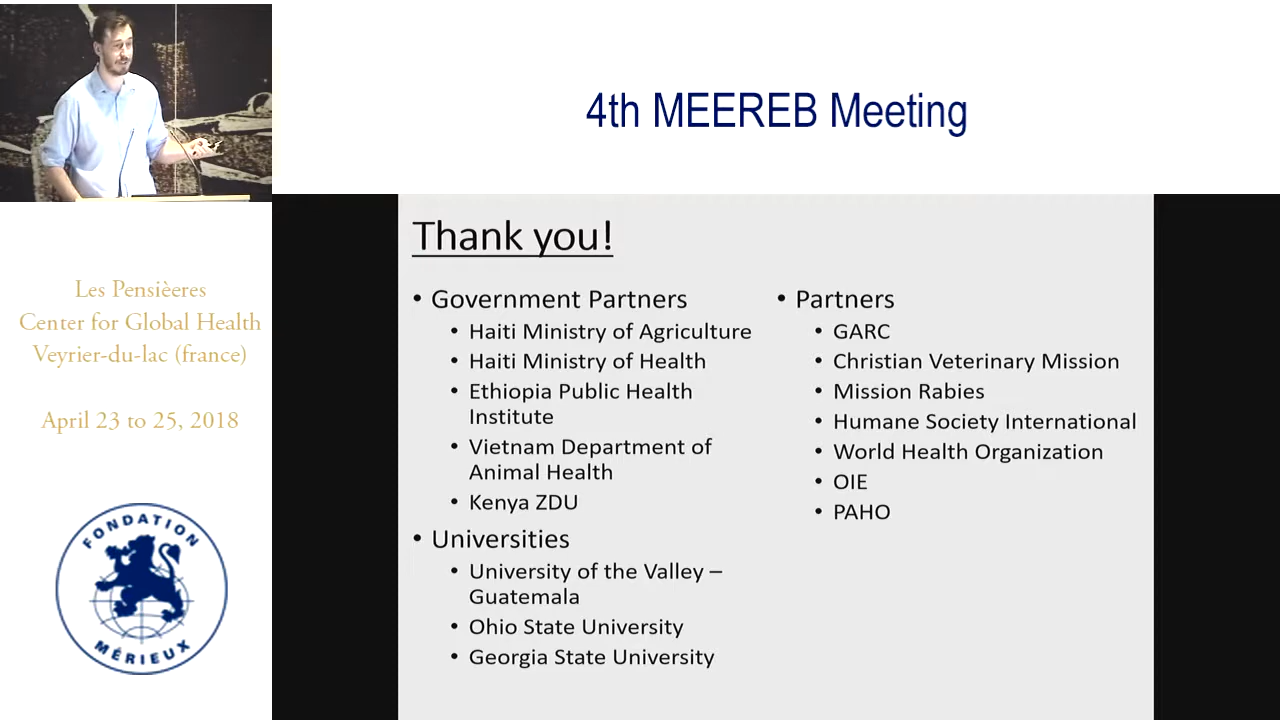 4th MEEREB Meeting
Les Pensièeres
Center for Global Health
Veyrier-du-lac (france)
April 23 to 25, 2018
FONDATION
MÉRIEUX
Thank you!
• Government Partners
• Haiti Ministry of Agriculture
• Haiti Ministry of Health
• Ethiopia Public Health
Institute
• Vietnam Department of
Animal Health
• Kenya ZDU
• Universities
• University of the Valley –
Guatemala
• Ohio State University
• Georgia State University
• Partners
• GARC
• Christian Veterinary Mission
• Mission Rabies
• Humane Society International
• World Health Organization
• OIE
• PAHO